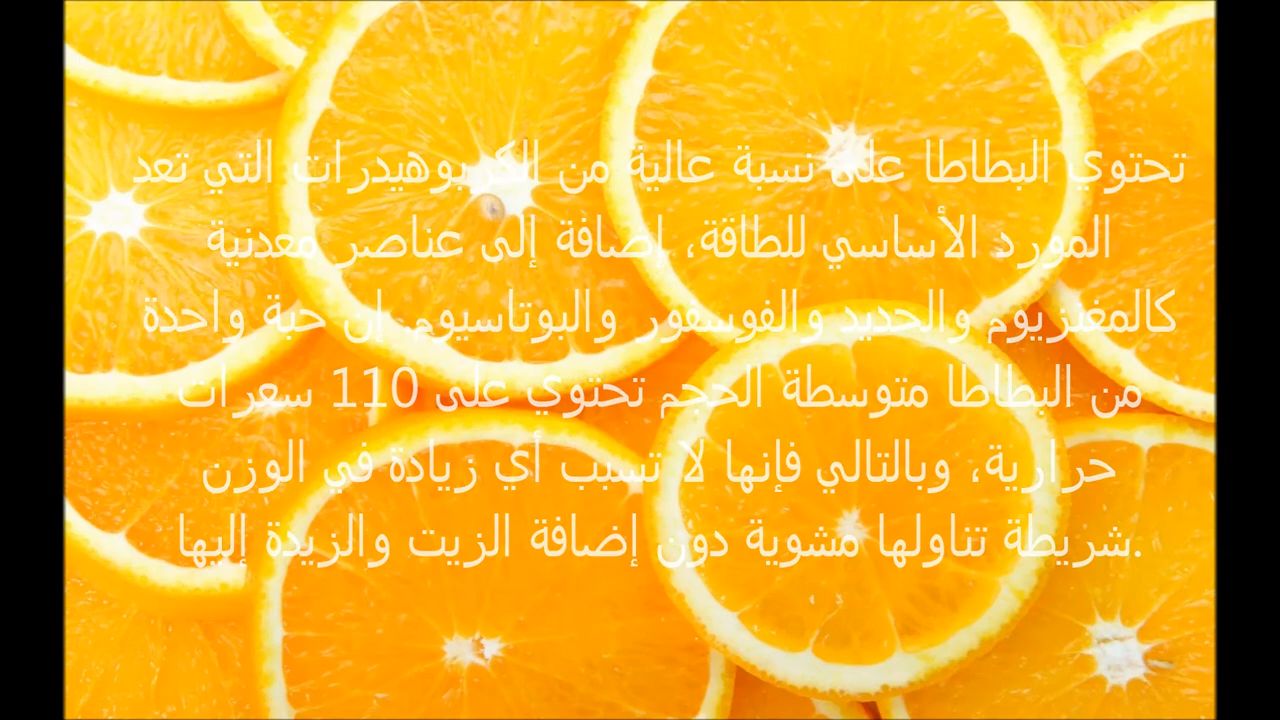 تحتوي البطاطا على نسبة عالية من الكربوهيدرات التي تعد
المورد الأساسي للطاقة، إضافة إلى عناصر معدنية
كالمغنزيوم والحديد والفوسفور والبوتاسيوم. إن حبة واحدة
من البطاطا متوسطة الحجم تحتوي على 110 سعرات
حرارية، وبالتالي فإنها لا تسبب أي زيادة في الوزن
شريطة تناولها مشوية دون إضافة الزيت والزبدة إليها.